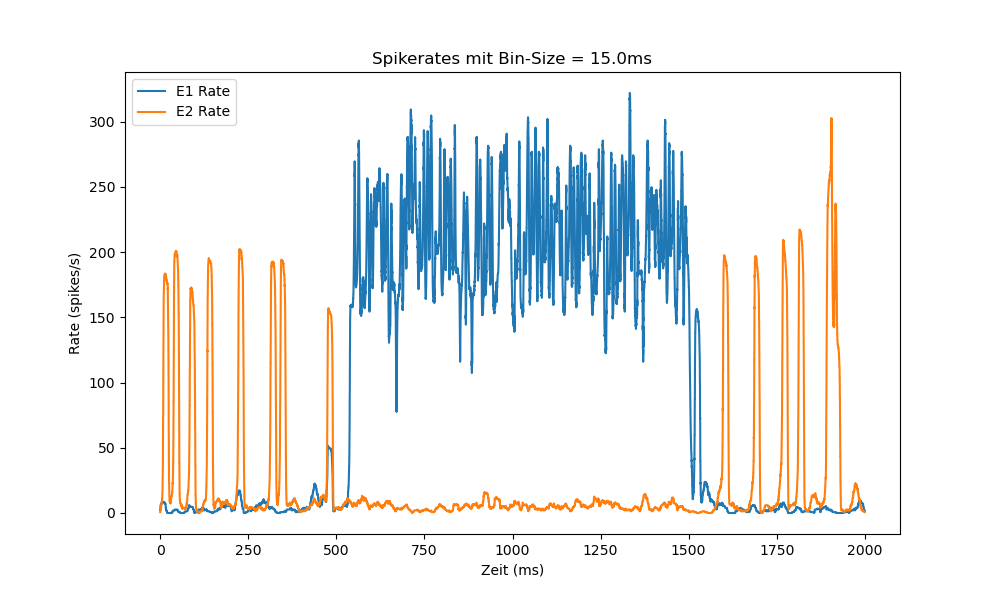 Spikerates mit Bin-Size = 15.0ms
E1 Rate
E2 Rate
Rate (spikes/s)
300
250
200
150
100
50
0
0 250 500 750 1000 1250 1500 1750 2000
Zeit (ms)